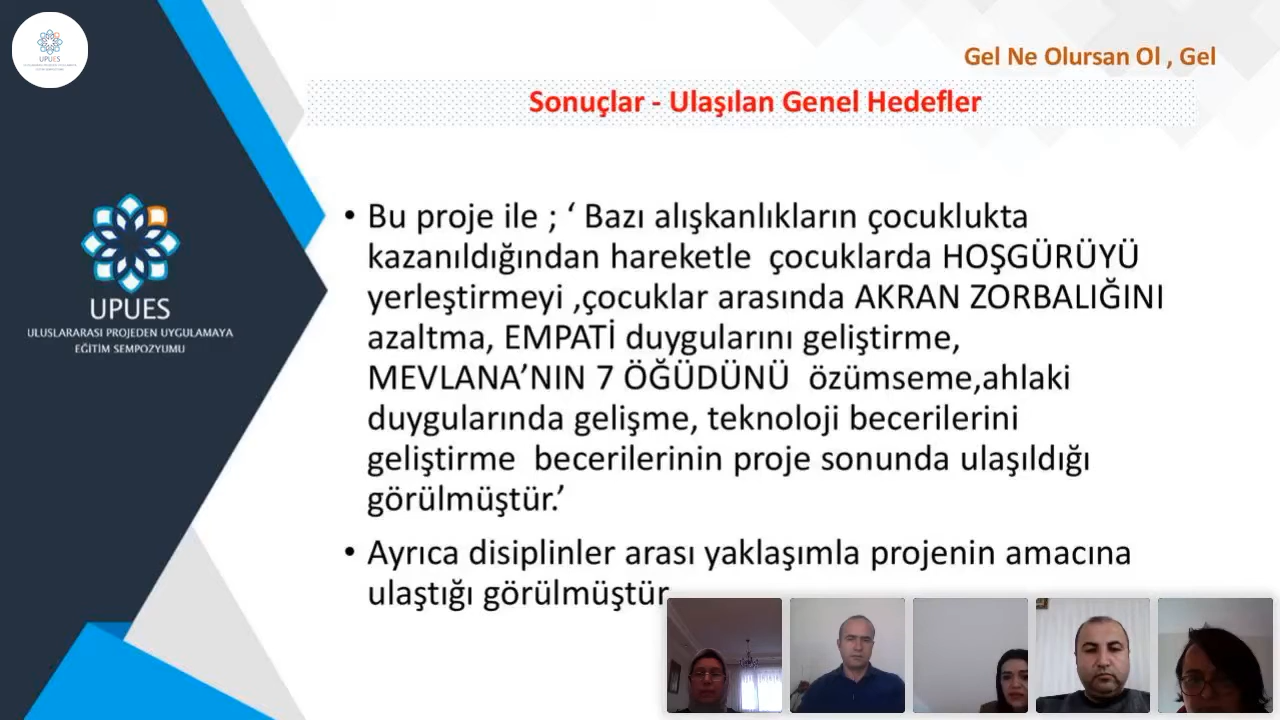 UPUES
Gel Ne Olursan Ol , Gel
Sonuçlar - Ulaşılan Genel Hedefler
• Bu proje ile ; ‘ Bazı alışkanlıkların çocuklukta
kazanıldığından hareketle  çocuklarda HOŞGÜRÜYÜ
yerleştirmeyi ,çocuklar arasında AKRAN ZORBALIĞINI
azaltma, EMPATİ duygularını geliştirme,
MEVLANA’NIN 7 ÖĞÜDÜNÜ  özümseme,ahlaki
duygularında gelişme, teknoloji becerilerini
geliştirme  becerilerinin proje sonunda ulaşıldığı
görülmüştür.’
• Ayrıca disiplinler arası yaklaşımla projenin amacına
ulaştığı görülmüştür
UPUES
ULUSLARARASI PROJEDEN UYGULAMAYA
EĞİTİM SEMPOZYUMU